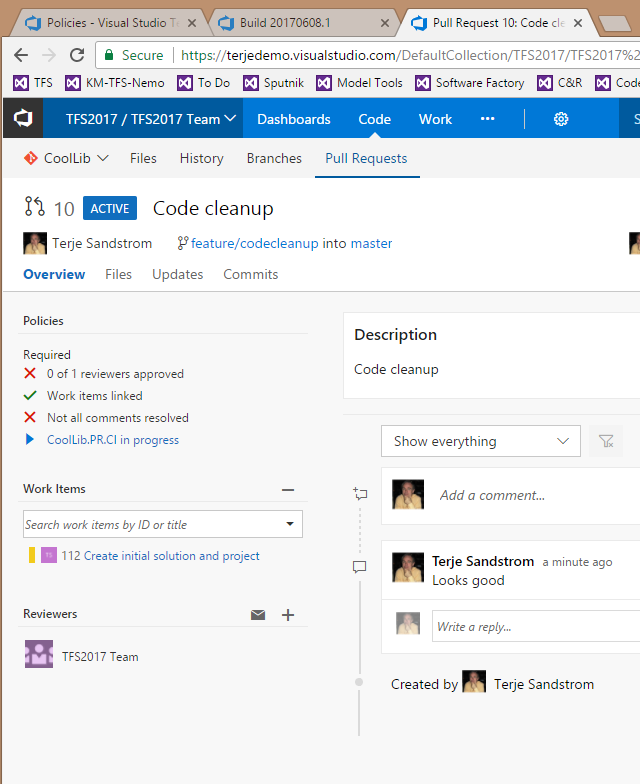 Policies - Visual Studio T
Build 20170608.1
Pull Request 10: Code cle
Secure https://terjedemo.visualstudio.com/DefaultCollection/TFS2017/TFS2017%2
TFS KM-TFS-Nemo To Do Sputnik Model Tools Software Factory C&R Code
TFS2017 / TFS2017 Team Dashboards Code Work ... S
CoolLib Files History Branches Pull Requests
10 ACTIVE Code cleanup
Terje Sandstrom feature/codecleanup into master
Overview Files Updates Commits
Policies
Required
0 of 1 reviewers approved
Work items linked
Not all comments resolved
CoolLib.PR.CI in progress
Work Items
Search work items by ID or title
TS 112 Create initial solution and project
Reviewers
TFS2017 Team
Description
Code cleanup
Show everything
Add a comment...
Terje Sandstrom a minute ago
Looks good
Write a reply...
Created by Terje Sandstrom